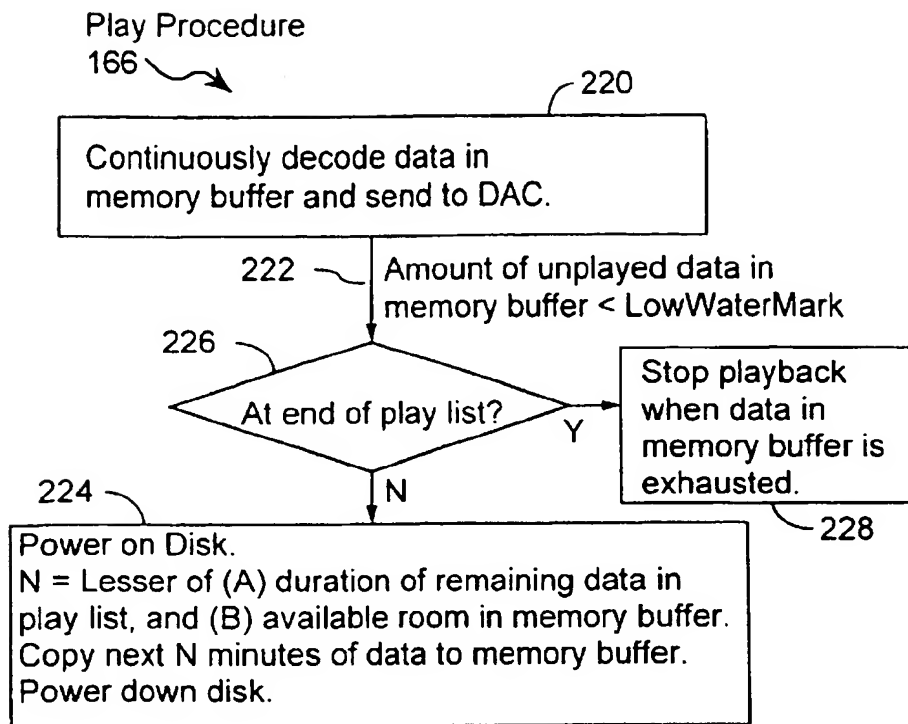 Play Procedure
166
220
Continuously decode data in
memory buffer and send to DAC.
222
Amount of unplayed data in
memory buffer < LowWaterMark
226
At end of play list?
Y
Stop playback
when data in
memory buffer is
exhausted.
228
N
224
Power on Disk.
N = Lesser of (A) duration of remaining data in
play list, and (B) available room in memory buffer.
Copy next N minutes of data to memory buffer.
Power down disk.